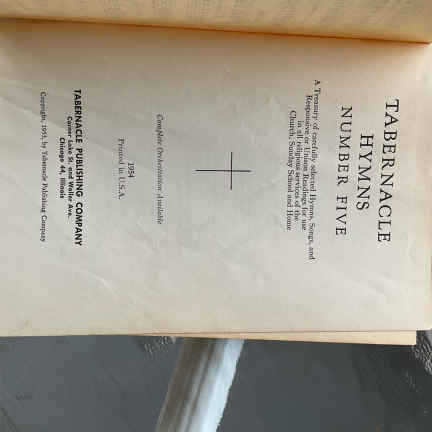 TABERNACLE
HYMNS
NUMBER FIVE
A Treasury of carefully selected Hymns, Songs, and
Responsive or Unison Readings for use
in all religious services of the
Church, Sunday School and Home
Complete Orchestration Available
1954
Printed in U.S.A.
TABERNACLE PUBLISHING COMPANY
Corner Lake St. and Waller Ave.
Chicago 44, Illinois
Copyright, 1953, by Tabernacle Publishing Company